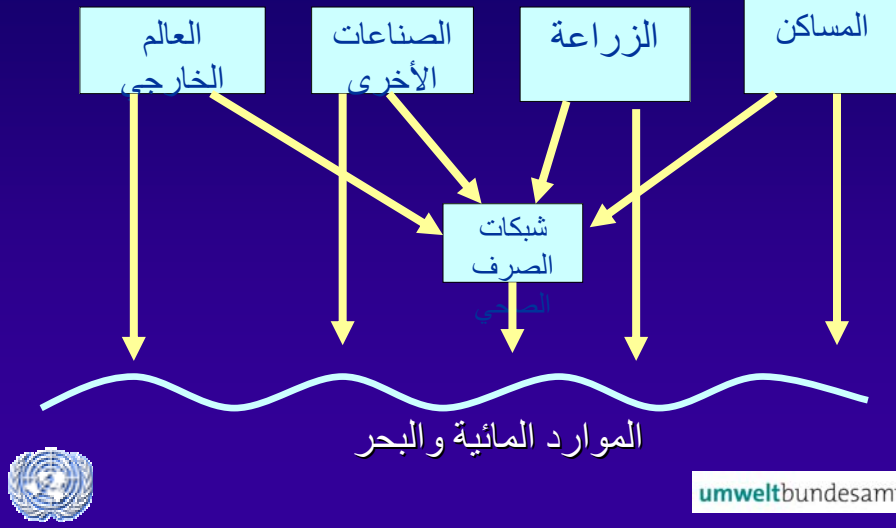 المساكن
الزراعة
الصناعات
الأخرى
العالم
الخارجي
شبكات
الصرف
الصحي
الموارد المائية والبحر
umweltbundesamt